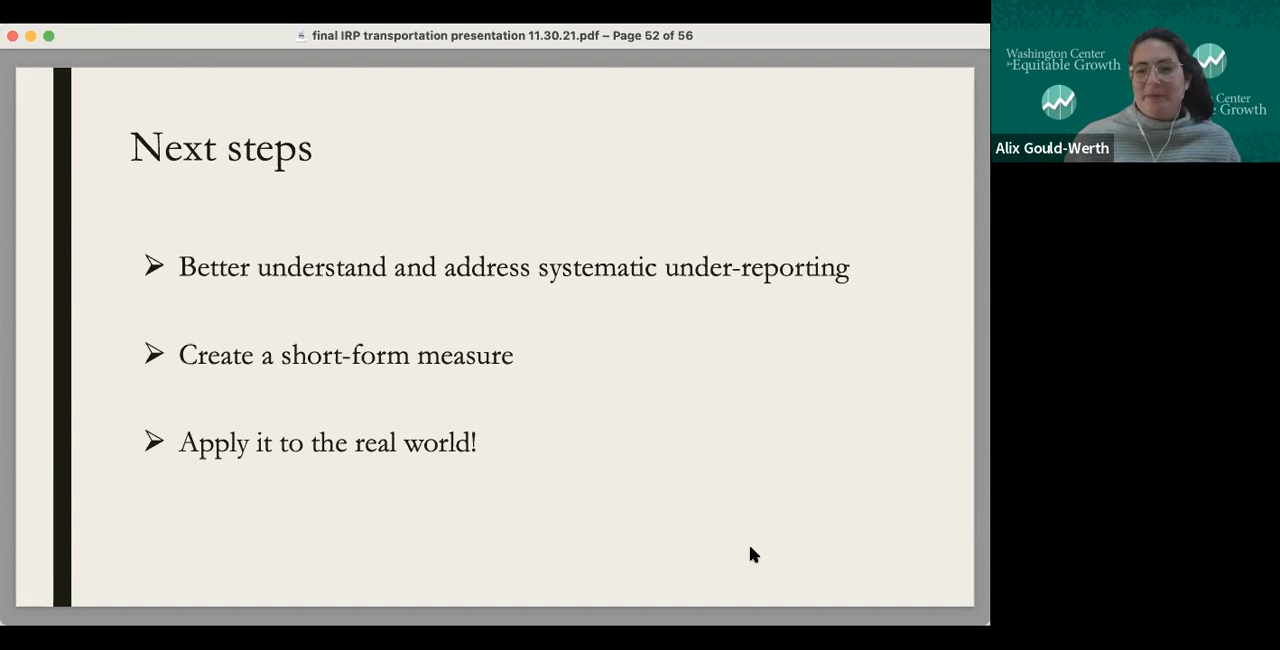 final IRP transportation presentation 11.30.21.pdf – Page 52 of 56
Next steps
➢ Better understand and address systematic under-reporting
➢ Create a short-form measure
➢ Apply it to the real world!
Washington Center
for Equitable Growth
Center
Growth
Alix Gould-Werth